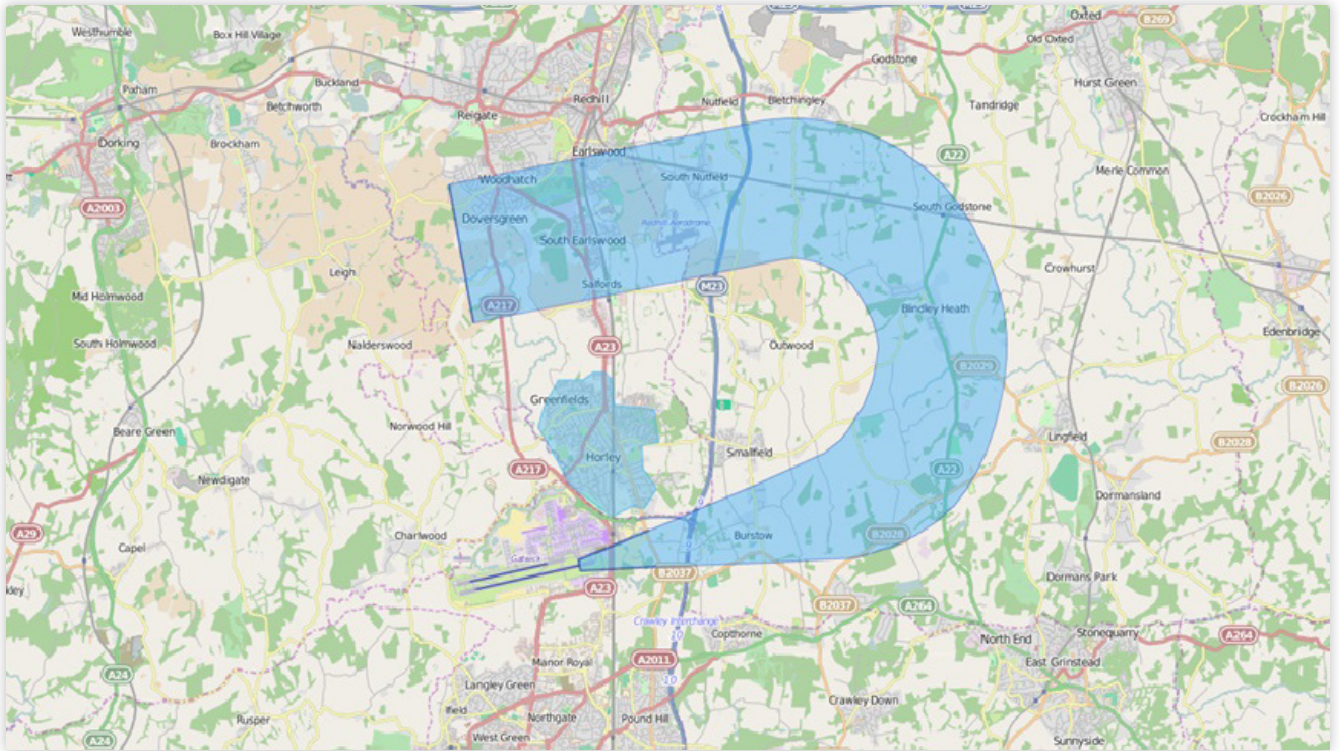 Oxted
B269
Westhumble
Box Hill Village
Old Oxted
Godstone
Buckland
Hurst Green
Pixham
Betchworth
Redhill
Nutfield
Bletchingley
Tandridge
Reigate
Crockham Hill
Dorking
Brockham
Earlswood
A22
Merle Common
Woodhatch
South Nutfield
B2026
A2003
South Godstone
Doversgreen
Redhill Aerodrome
South Earlswood
Leigh
Crowhurst
Salfords
M23
Mid Holmwood
A217
Blindley Heath
Edenbridge
South Holmwood
Nalderswood
A23
Outwood
B2029
B2026
Greenfields
Norwood Hill
Beare Green
Lingfield
B2028
Horley
Smallfield
A217
A22
Newdigate
Dormansland
A29
Charlwood
Burstow
B2028
Capel
Gatwick
B2037
Dormans Park
A23
B2037
A264
Crawley Interchange
10
Copthorne
North End
Stonequarry
A264
Manor Royal
A2011
East Grinstead
A24
10
Langley Green
Crawley Down
Ifield
Rusper
Northgate
Pound Hill
A24
West Green
Sunnyside